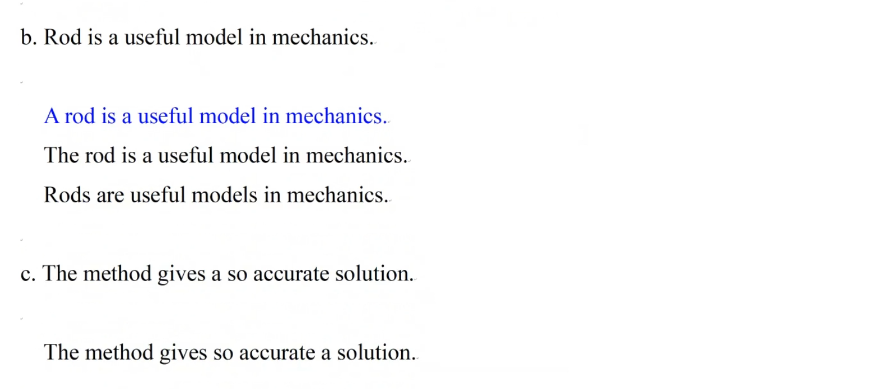 b. Rod is a useful model in mechanics.
A rod is a useful model in mechanics.
The rod is a useful model in mechanics.
Rods are useful models in mechanics.
c. The method gives a so accurate solution.
The method gives so accurate a solution.